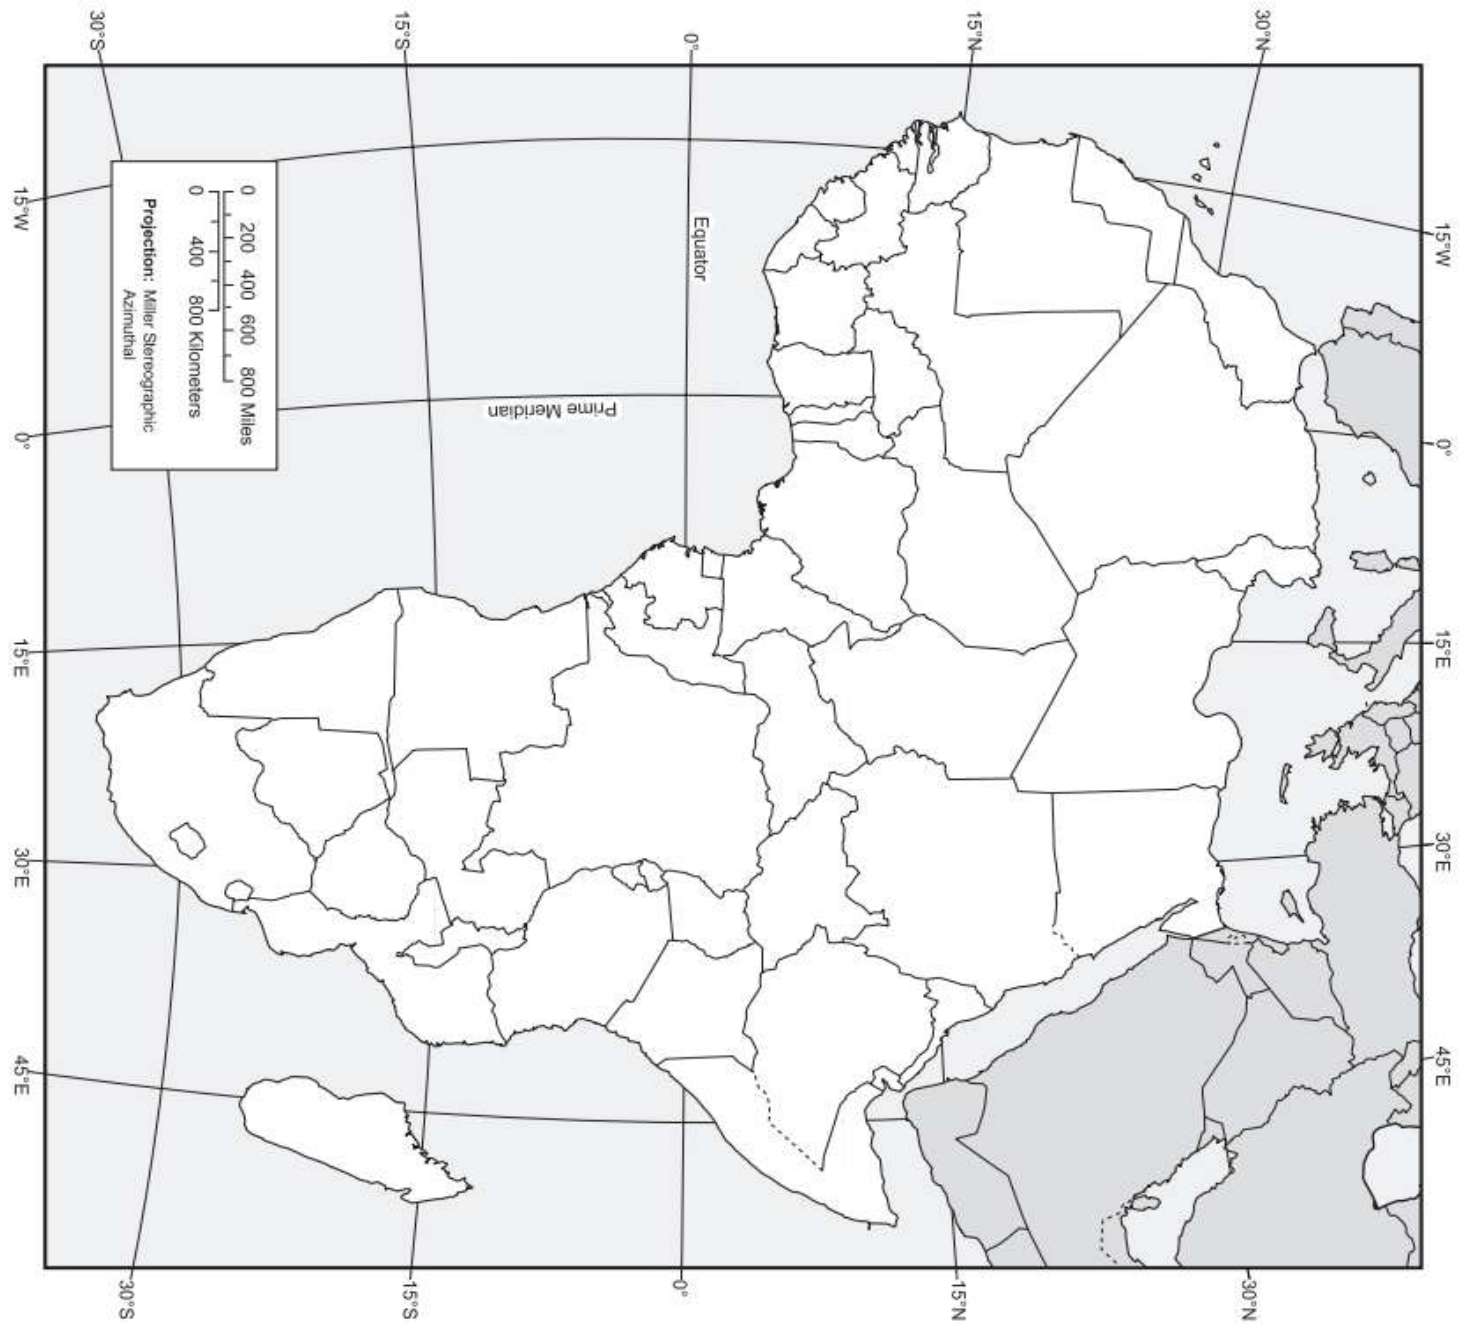 15°W 0° 15°E 30°E 45°E
30°N 30°N
15°N 15°N
Equator
0° 0°
Prime Meridian
15°S 15°S
0 200 400 600 800 Miles
0 400 800 Kilometers
Projection: Miller Stereographic
Azimuthal
30°S 30°S
15°W 0° 15°E 30°E 45°E